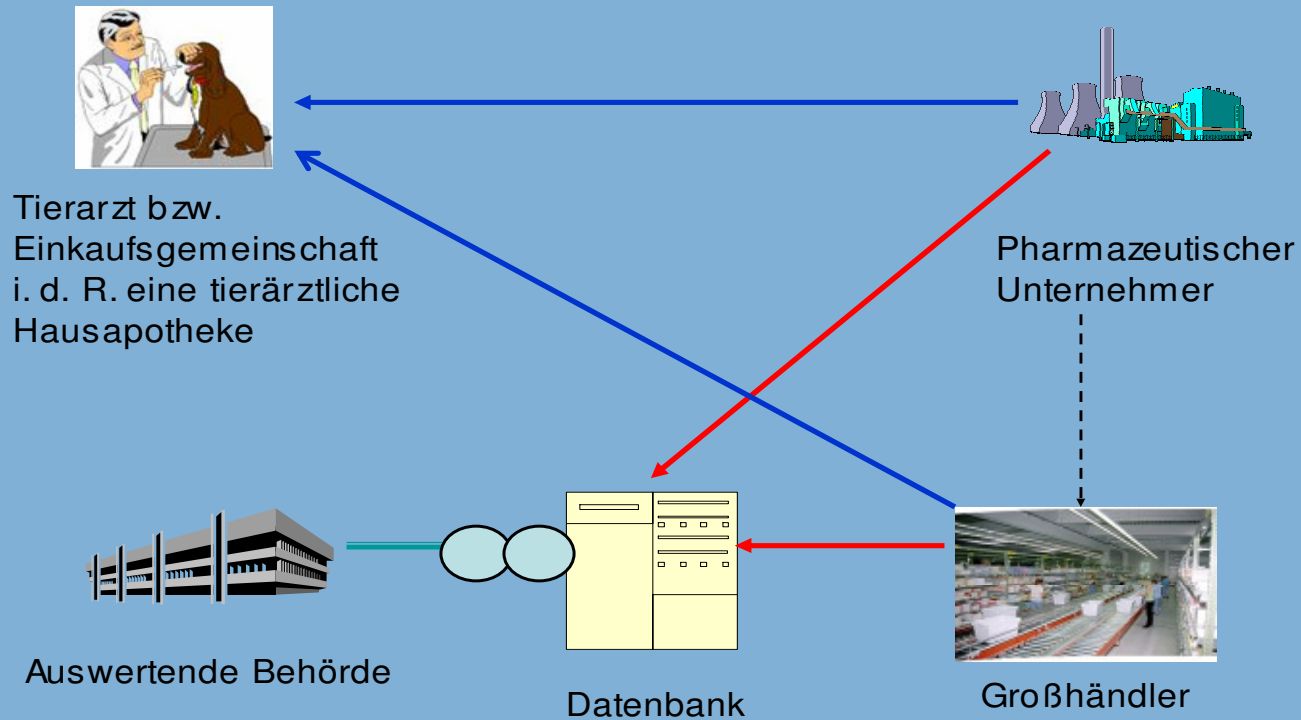 Tierarzt bzw.
Einkaufsgemeinschaft
i. d. R. eine tierärztliche
Hausapotheke
Pharmazeutischer
Unternehmer
Auswertende Behörde
Datenbank
Großhändler